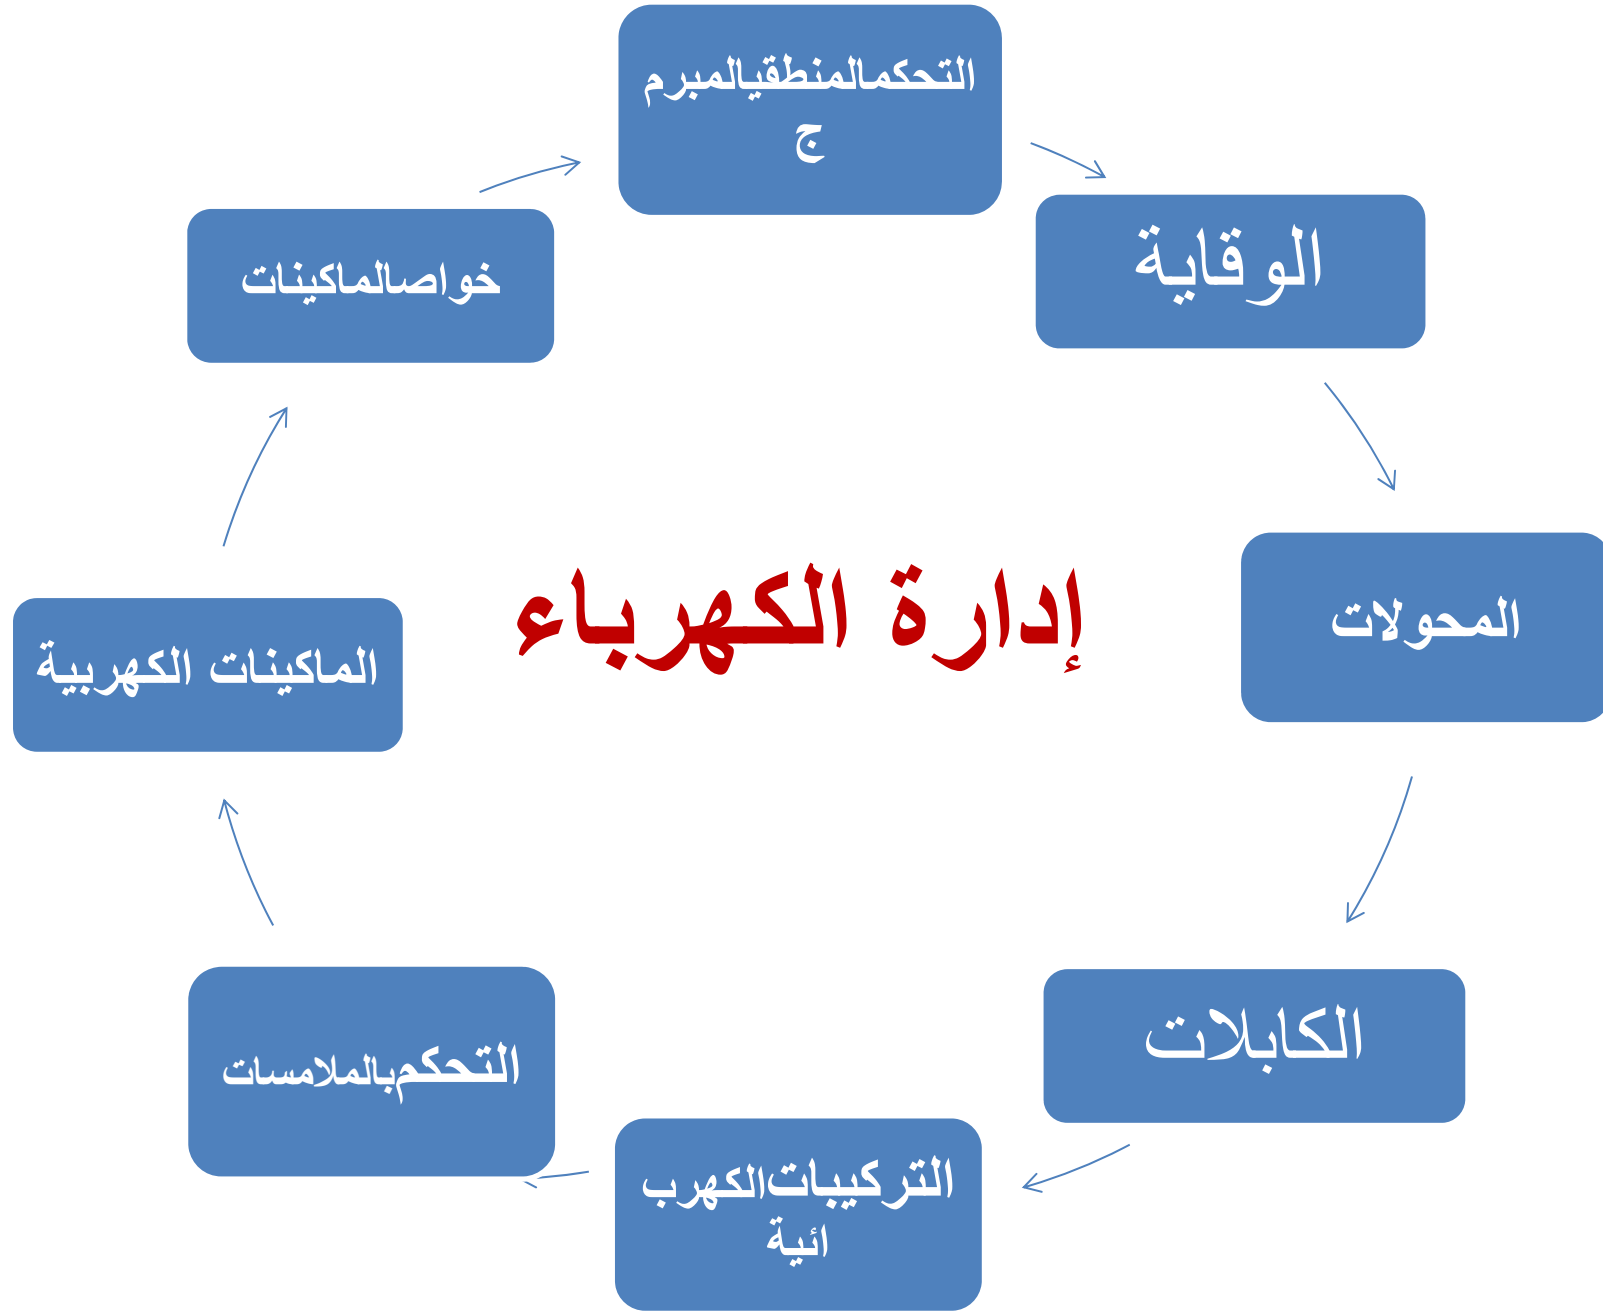 التحكمالمنطقيالمبرم
ج
الوقاية
خواصالماكينات
إدارة الكهرباء
المحولات
الماكينات الكهربية
الكابلات
التحكمبالملامسات
التركيباتالكهرب
ائية